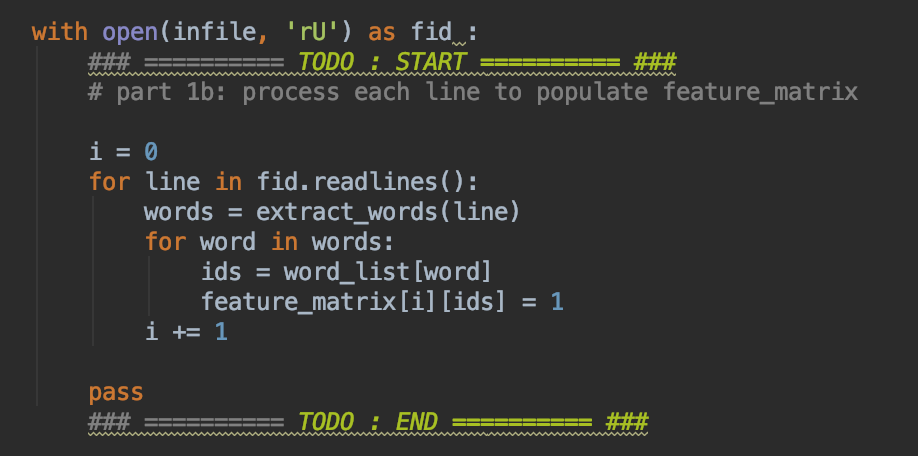 with open(infile, 'rU') as fid :
### ========== TODO : START ========== ###
# part 1b: process each line to populate feature_matrix
i = 0
for line in fid.readlines():
words = extract_words(line)
for word in words:
ids = word_list[word]
feature_matrix[i][ids] = 1
i += 1
pass
### ========== TODO : END ========== ###